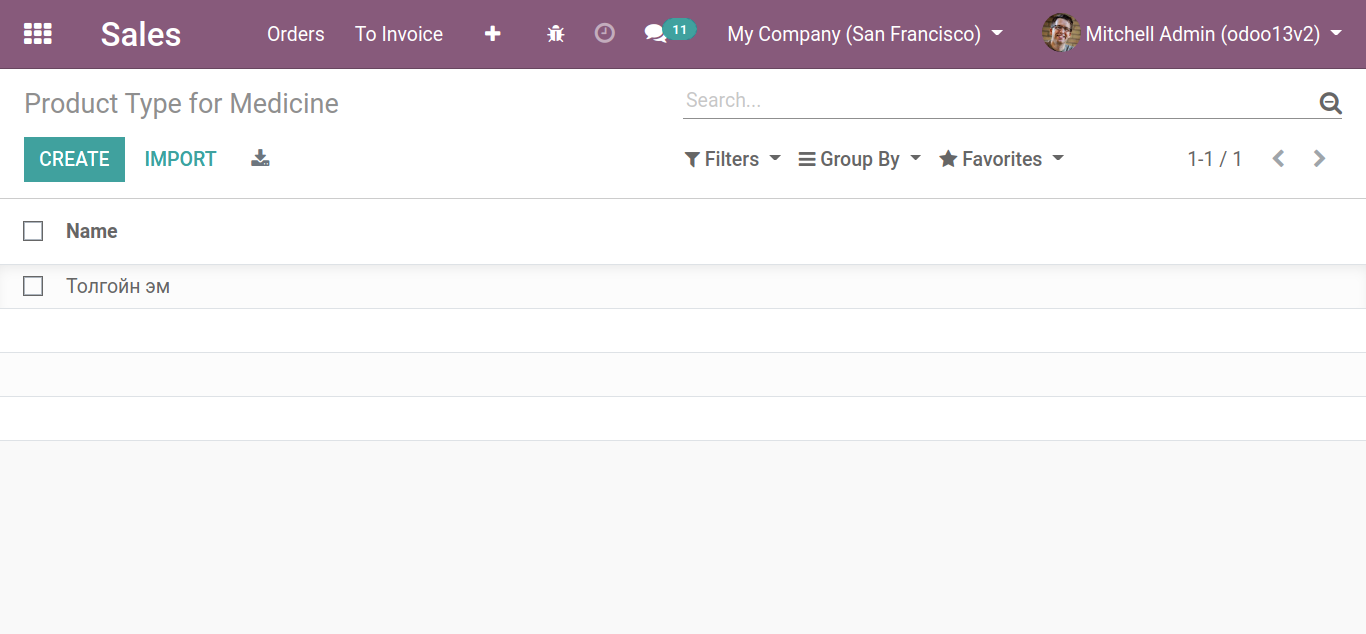 Sales Orders To Invoice 11 My Company (San Francisco) Mitchell Admin (odoo13v2)
Product Type for Medicine Search...
CREATE IMPORT Filters Group By Favorites 1-1 / 1
Name
Толгойн эм